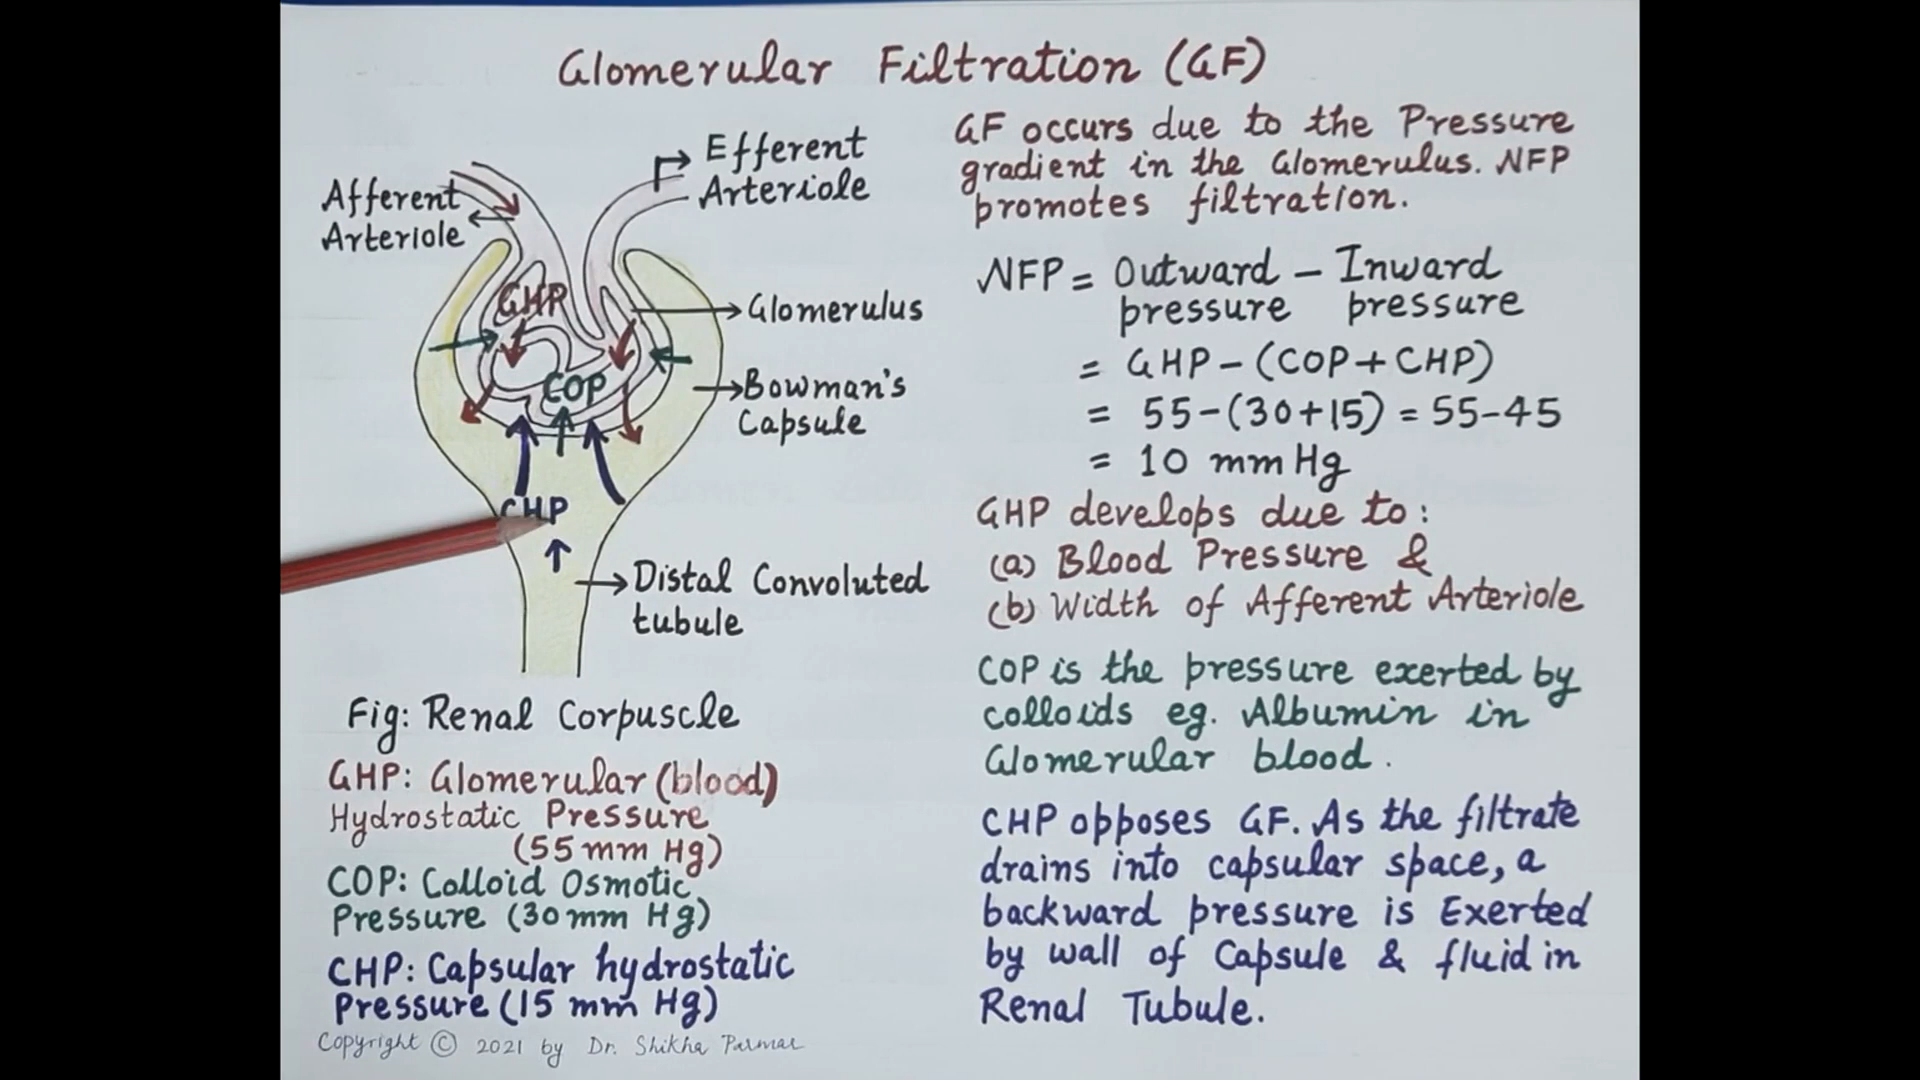 Glomerular Filtration (GF)
Afferent
Arteriole
Efferent
Arteriole
GHP
COP
CHP
Glomerulus
Bowman's
Capsule
Distal Convoluted
tubule
Fig: Renal Corpuscle
GHP: Glomerular (blood)
Hydrostatic Pressure
(55 mm Hg)
COP: Colloid Osmotic
Pressure (30 mm Hg)
CHP: Capsular hydrostatic
Pressure (15 mm Hg)
Copyright © 2021 by Dr. Shikha Parmar
GF occurs due to the Pressure
gradient in the Glomerulus. NFP
promotes filtration.
NFP = Outward - Inward
pressure pressure
= GHP - (COP + CHP)
= 55 - (30+15) = 55-45
= 10 mm Hg
GHP develops due to:
(a) Blood Pressure &
(b) Width of Afferent Arteriole
COP is the pressure exerted by
colloids eg. Albumin in
Glomerular blood.
CHP opposes GF. As the filtrate
drains into capsular space, a
backward pressure is Exerted
by wall of Capsule & fluid in
Renal Tubule.